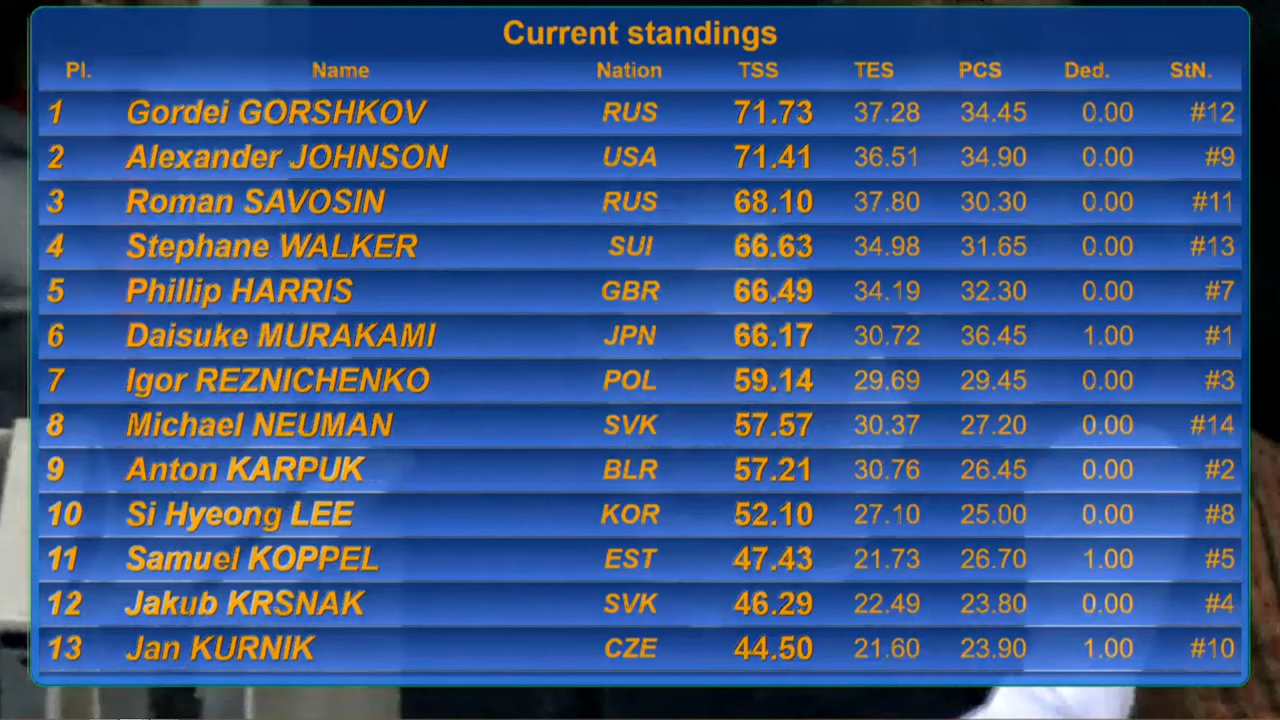 Current standings
Pl. Name Nation TSS TES PCS Ded. StN.
1 Gordei GORSHKOV RUS 71.73 37.28 34.45 0.00 #12
2 Alexander JOHNSON USA 71.41 36.51 34.90 0.00 #9
3 Roman SAVOSIN RUS 68.10 37.80 30.30 0.00 #11
4 Stephane WALKER SUI 66.63 34.98 31.65 0.00 #13
5 Phillip HARRIS GBR 66.49 34.19 32.30 0.00 #7
6 Daisuke MURAKAMI JPN 66.17 30.72 36.45 1.00 #1
7 Igor REZNICHENKO POL 59.14 29.69 29.45 0.00 #3
8 Michael NEUMAN SVK 57.57 30.37 27.20 0.00 #14
9 Anton KARPUK BLR 57.21 30.76 26.45 0.00 #2
10 Si Hyeong LEE KOR 52.10 27.10 25.00 0.00 #8
11 Samuel KOPPEL EST 47.43 21.73 26.70 1.00 #5
12 Jakub KRSNAK SVK 46.29 22.49 23.80 0.00 #4
13 Jan KURNIK CZE 44.50 21.60 23.90 1.00 #10